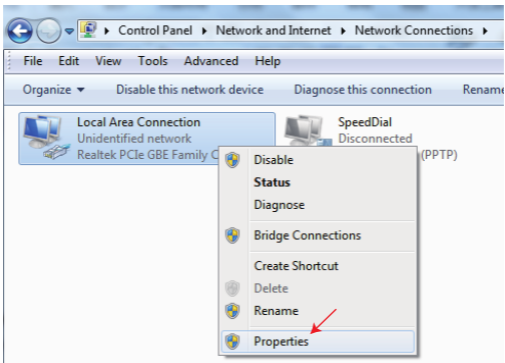 Control Panel ▸ Network and Internet ▸ Network Connections ▸
File Edit View Tools Advanced Help
Organize ▼ Disable this network device Diagnose this connection Rename
Local Area Connection
Unidentified network
Realtek PCIe GBE Family C
SpeedDial
Disconnected
(PPTP)
Disable
Status
Diagnose
Bridge Connections
Create Shortcut
Delete
Rename
Properties